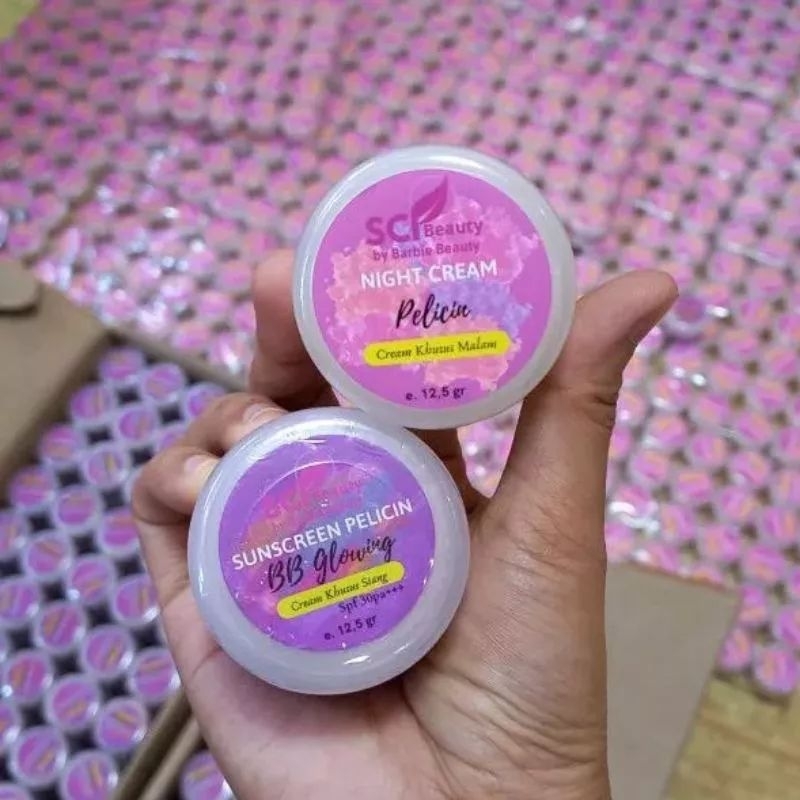 SCI Beauty
by Barbie Beauty
NIGHT CREAM
Pelicin
Cream Khusus Malam
e. 12,5 gr
SUNSCREEN PELICIN
BB Glowing
Cream Khusus Siang
Spf 30pa+++
e. 12,5 gr